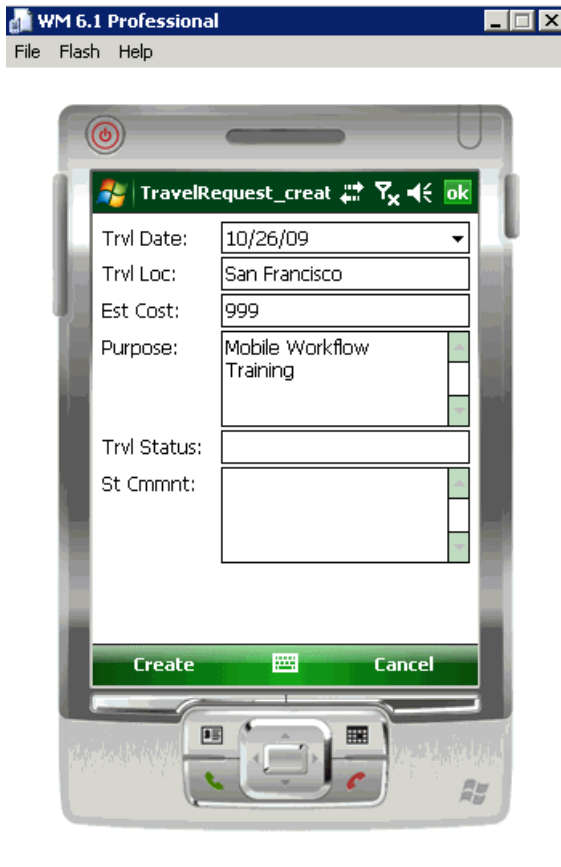 WM 6.1 Professional
File Flash Help
TravelRequest_creat ok
Trvl Date: 10/26/09
Trvl Loc: San Francisco
Est Cost: 999
Purpose: Mobile Workflow
Training
Trvl Status:
St Cmmnt:
Create Cancel